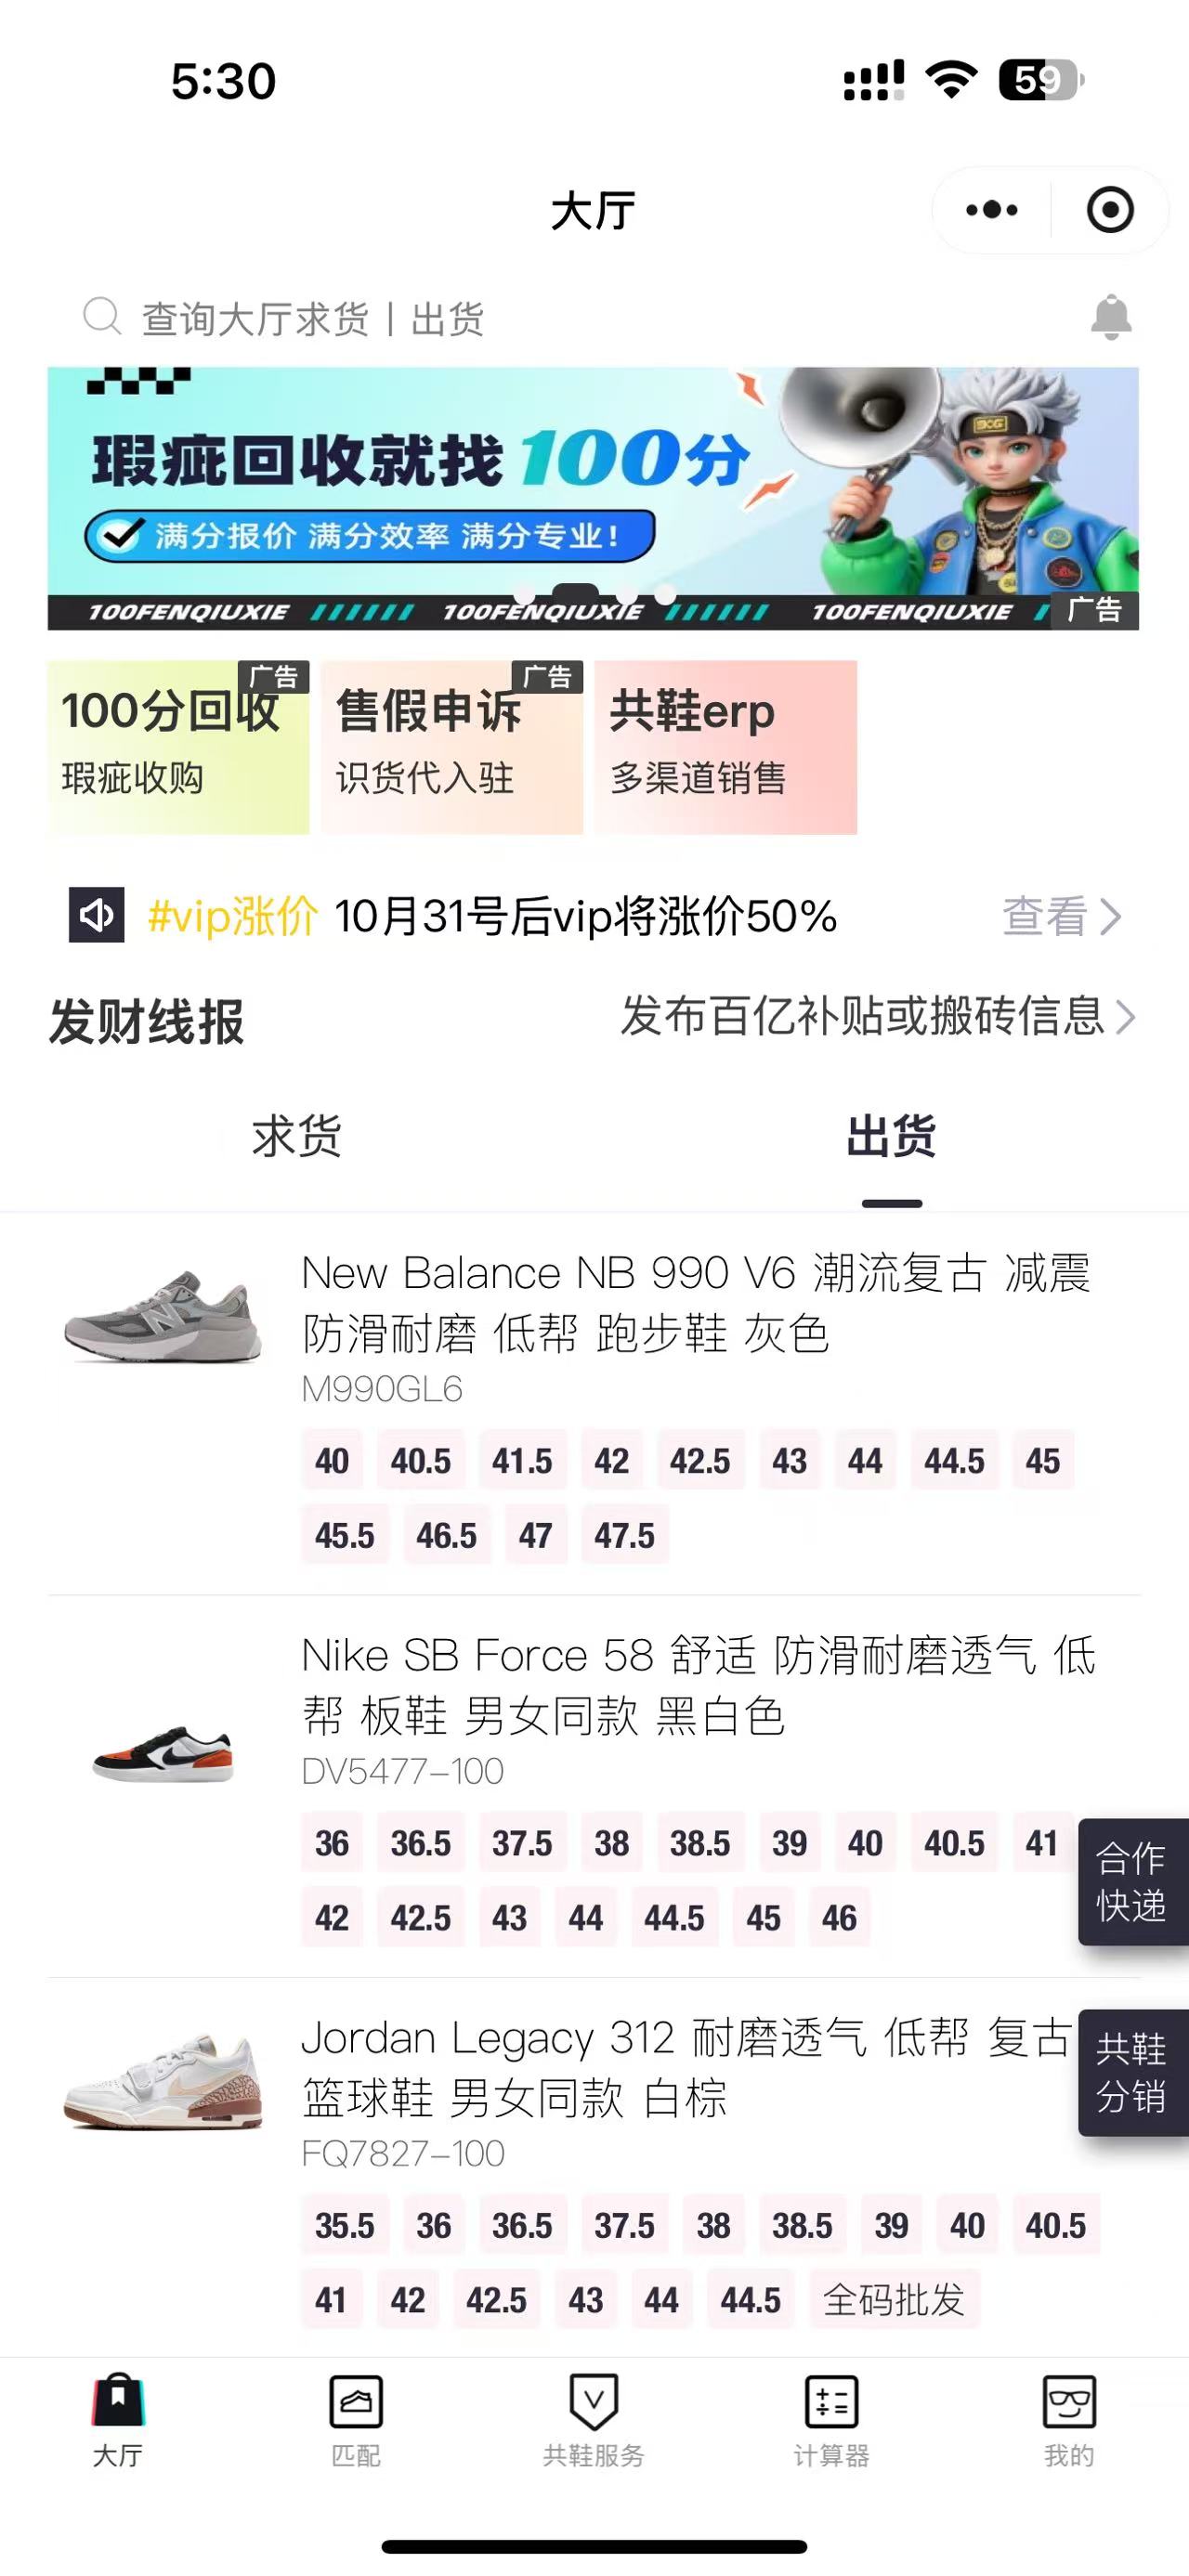 5:30
59
大厅
查询大厅求货丨出货
BCG
瑕疵回收就找100分
满分报价 满分效率 满分专业!
100FENQIUXIE 100FENQIUXIE 100FENQIUXIE
广告
广告
100分回收
瑕疵收购
广告
售假申诉
识货代入驻
共鞋erp
多渠道销售
#vip涨价 10月31号后vip将涨价50% 查看
发财线报 发布百亿补贴或搬砖信息
求货 出货
New Balance NB 990 V6 潮流复古 减震
防滑耐磨 低帮 跑步鞋 灰色
M990GL6
40 40.5 41.5 42 42.5 43 44 44.5 45
45.5 46.5 47 47.5
Nike SB Force 58 舒适 防滑耐磨透气 低
帮 板鞋 男女同款 黑白色
DV5477-100
36 36.5 37.5 38 38.5 39 40 40.5 41
42 42.5 43 44 44.5 45 46
合作
快递
Jordan Legacy 312 耐磨透气 低帮 复古
篮球鞋 男女同款 白棕
FQ7827-100
共鞋
分销
35.5 36 36.5 37.5 38 38.5 39 40 40.5
41 42 42.5 43 44 44.5 全码批发
大厅 匹配 共鞋服务 计算器 我的